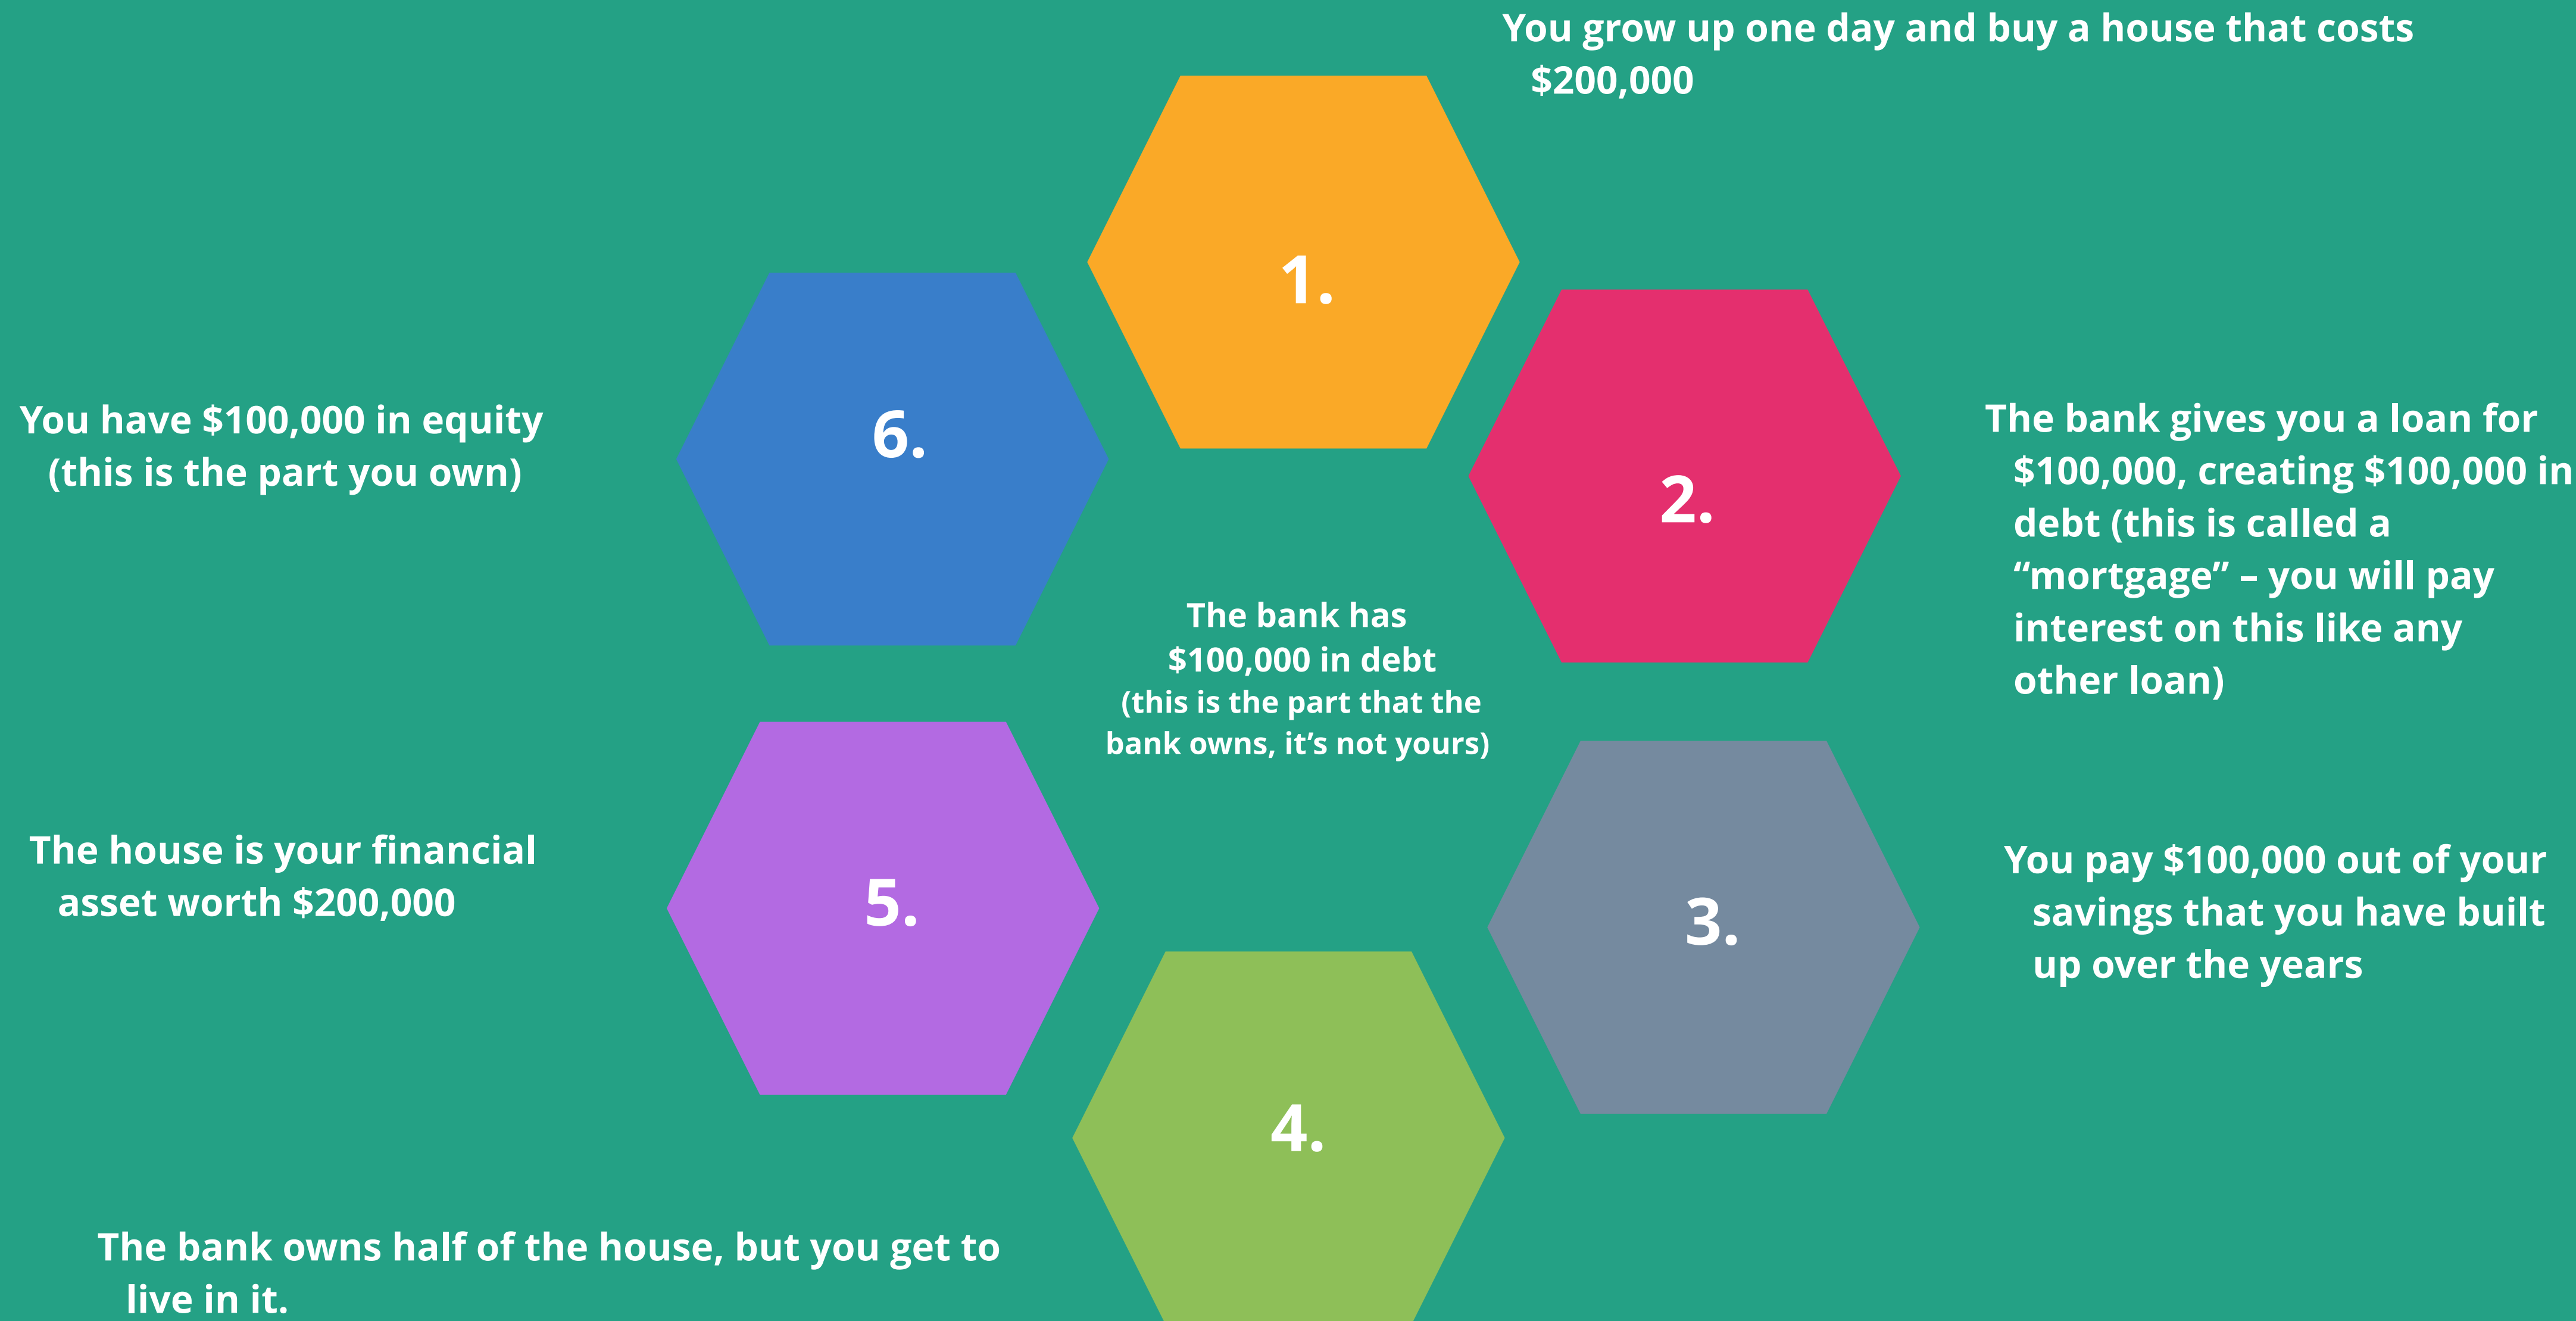 1.
You grow up one day and buy a house that costs
$200,000
2.
The bank gives you a loan for
$100,000, creating $100,000 in
debt (this is called a
“mortgage” – you will pay
interest on this like any
other loan)
3.
You pay $100,000 out of your
savings that you have built
up over the years
4.
The bank owns half of the house, but you get to
live in it.
5.
The house is your financial
asset worth $200,000
6.
You have $100,000 in equity
(this is the part you own)
The bank has
$100,000 in debt
(this is the part that the
bank owns, it’s not yours)